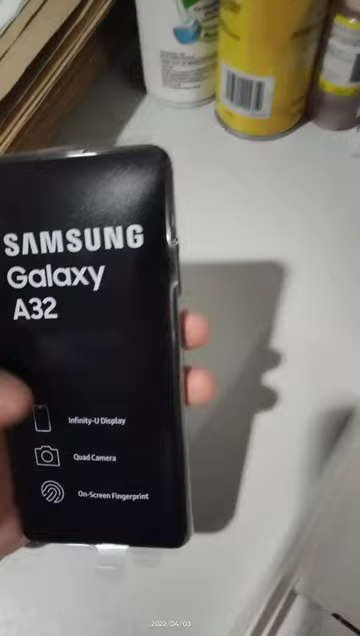 SAMSUNG
Galaxy
A32
Infinity-U Display
Quad Camera
On-Screen Fingerprint
2022/04/03